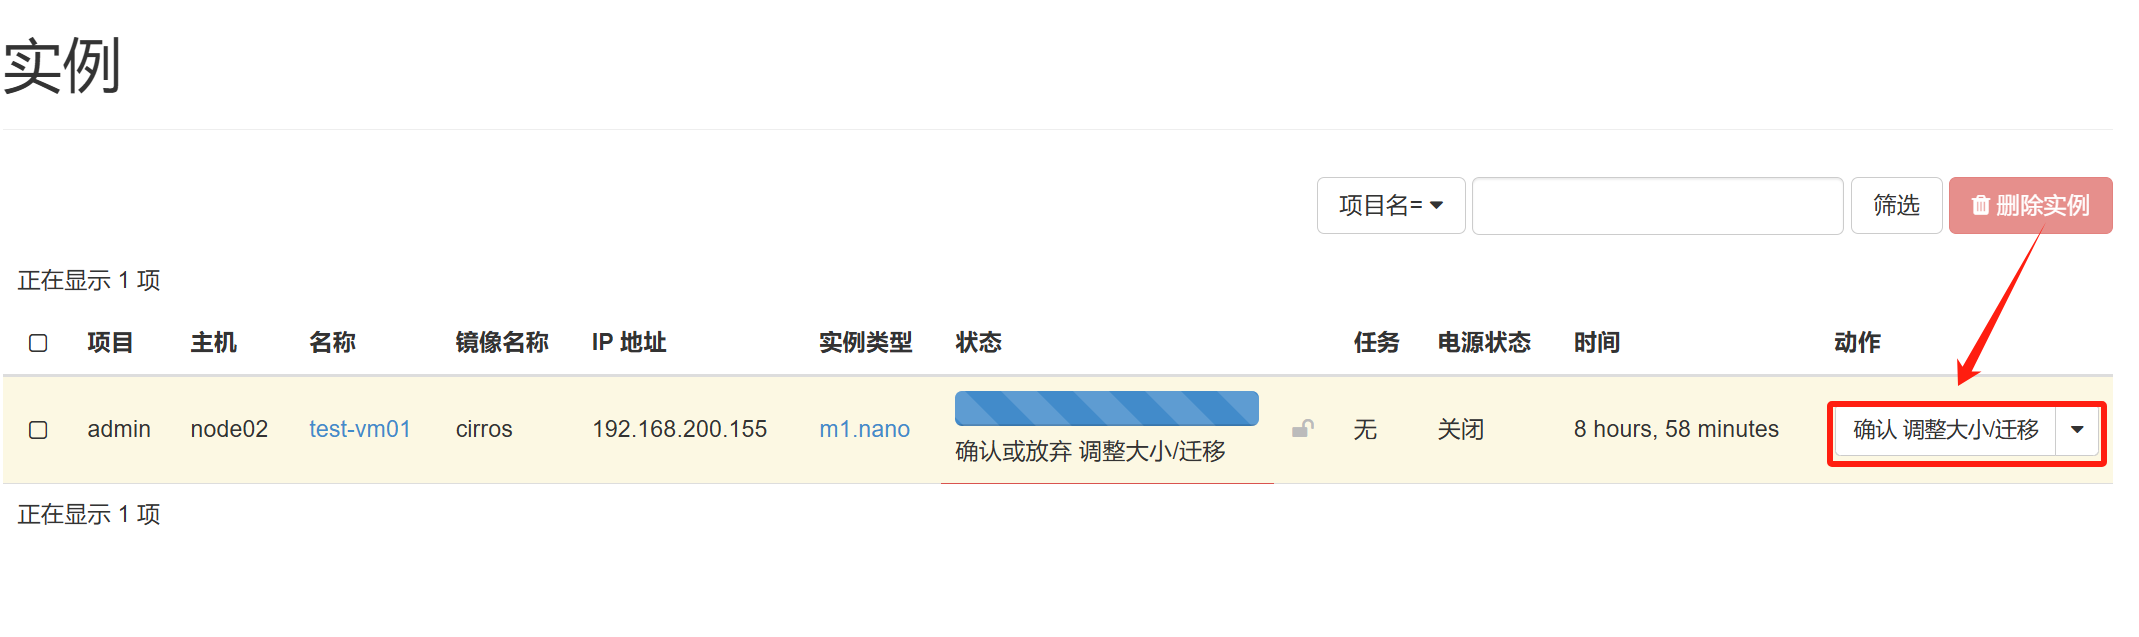 实例
项目名= 筛选 删除实例
正在显示 1 项
项目 主机 名称 镜像名称 IP 地址 实例类型 状态 任务 电源状态 时间 动作
admin node02 test-vm01 cirros 192.168.200.155 m1.nano 确认或放弃 调整大小/迁移 无 关闭 8 hours, 58 minutes 确认 调整大小/迁移
正在显示 1 项